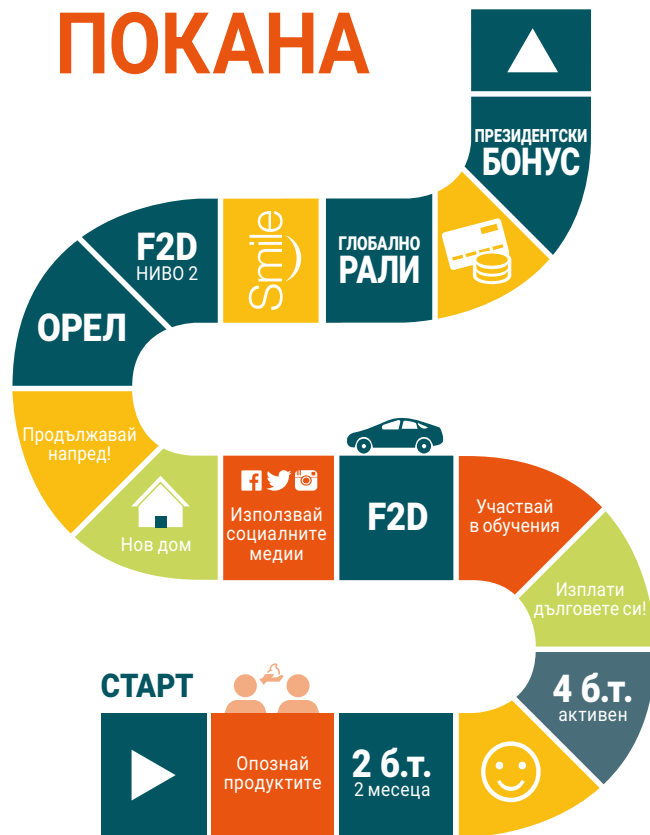 ПОКАНА
ПРЕЗИДЕНТСКИ
БОНУС
ГЛОБАЛНО
РАЛИ
Smile
F2D
НИВО 2
ОРЕЛ
Продължавай
напред!
Нов дом
Използвай
социалните
медии
F2D
Участвай
в обучения
Изплати
дълговете си!
4 б.т.
активен
СТАРТ
Опознай
продуктите
2 б.т.
2 месеца